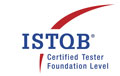 ISTQB®
Certified Tester
Foundation Level